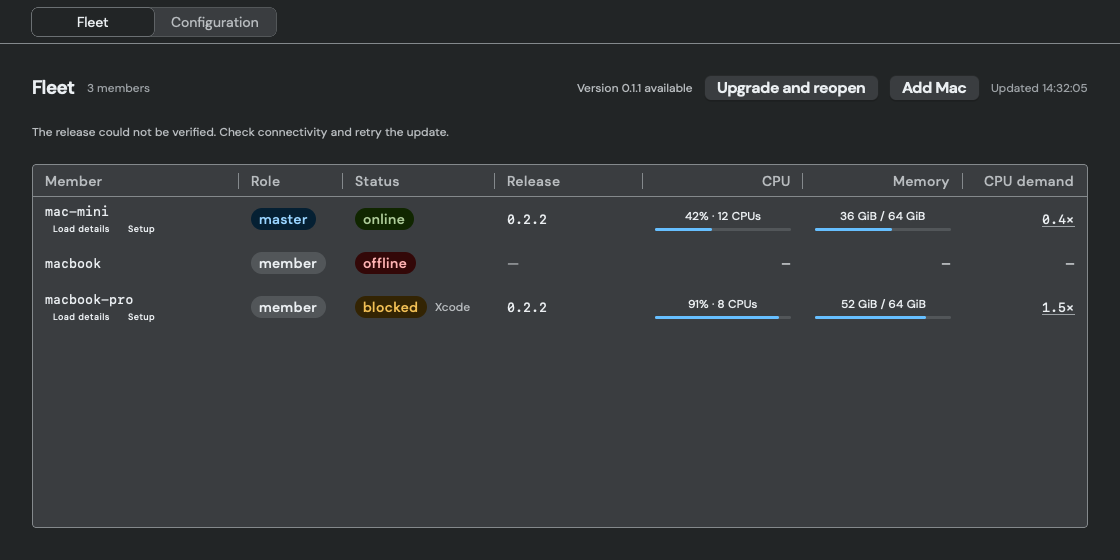 Fleet Configuration
Fleet 3 members Version 0.1.1 available Upgrade and reopen Add Mac Updated 14:32:05
The release could not be verified. Check connectivity and retry the update.
Member Role Status Release CPU Memory CPU demand
mac-mini master online 0.2.2 42% · 12 CPUs 36 GiB / 64 GiB 0.4×
Load details Setup
macbook member offline — — — —
macbook-pro member blocked Xcode 0.2.2 91% · 8 CPUs 52 GiB / 64 GiB 1.5×
Load details Setup